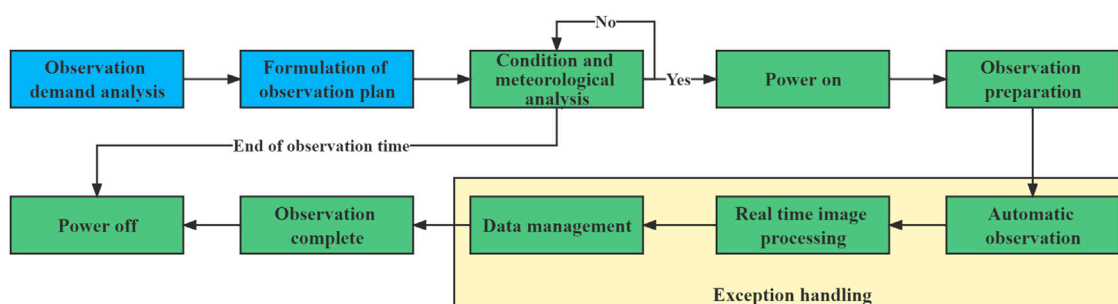 No
Observation
demand analysis
Formulation of
observation plan
Condition and
meteorological
analysis
Yes
Power on
Observation
preparation
End of observation time
Power off
Observation
complete
Data management
Real time image
processing
Automatic
observation
Exception handling